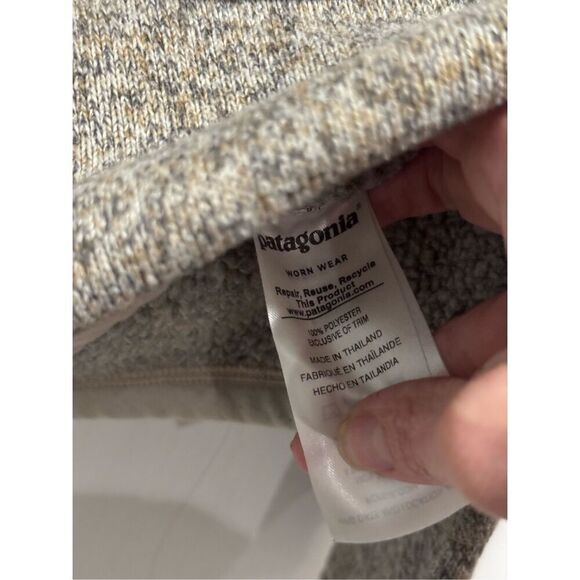 patagonia®
WORN WEAR
Repair, Reuse, Recycle
This Product
www.patagonia.com
100% POLYESTER
EXCLUSIVE OF TRIM
MADE IN THAILAND
FABRIQUÉ EN THAÏLANDE
HECHO EN TAILANDIA